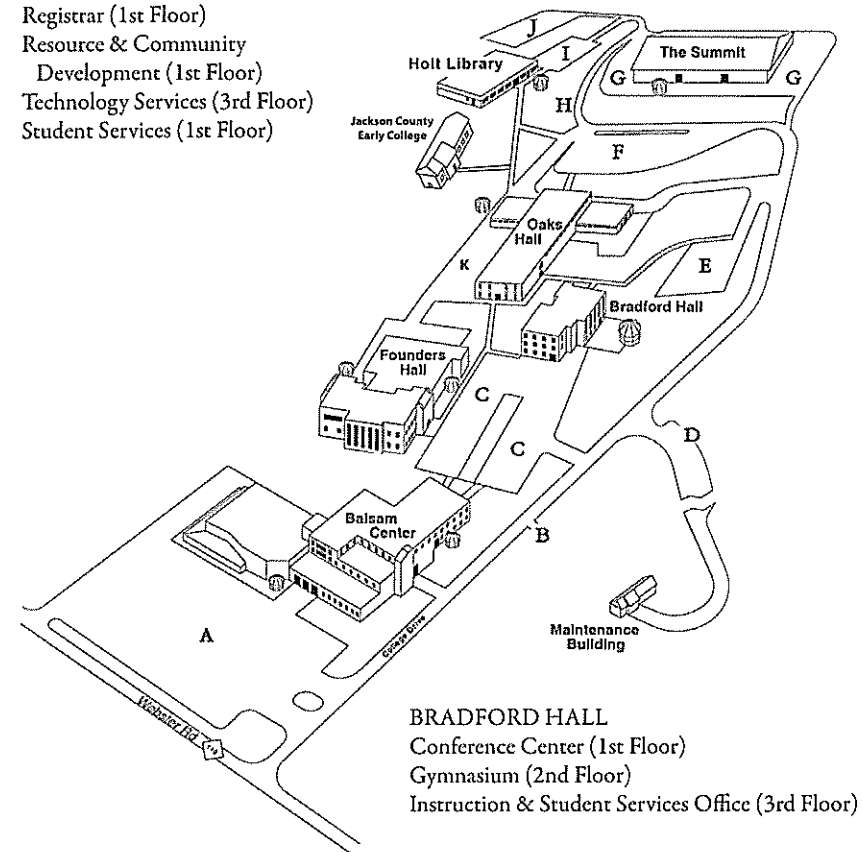 Registrar (1st Floor)
Resource & Community
Development (1st Floor)
Technology Services (3rd Floor)
Student Services (1st Floor)
J
I
Holt Library
The Summit
G
G
H
Jackson County
Early College
F
Oaks
Hall
K
E
Bradford Hall
Founders
Hall
C
C
D
Balsam
Center
B
A
College Drive
Maintenance
Building
Webster Rd
BRADFORD HALL
Conference Center (1st Floor)
Gymnasium (2nd Floor)
Instruction & Student Services Office (3rd Floor)